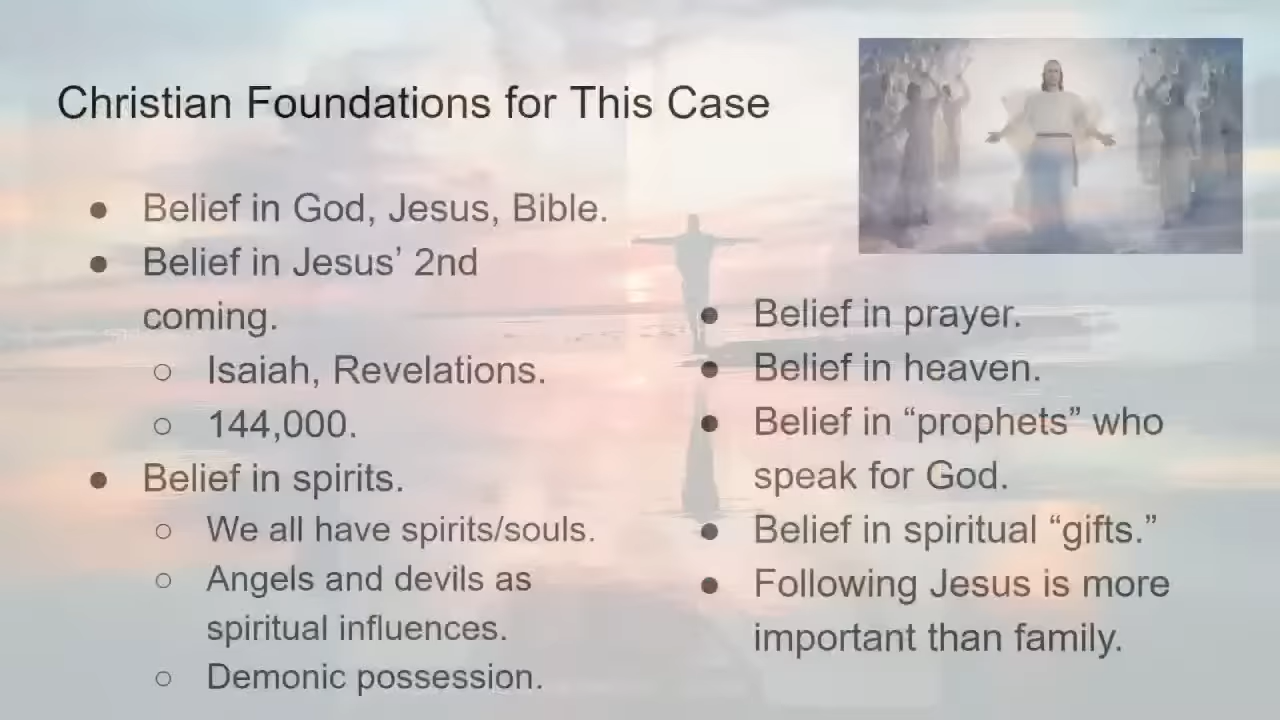 Christian Foundations for This Case
● Belief in God, Jesus, Bible.
● Belief in Jesus’ 2nd
coming.
○ Isaiah, Revelations.
○ 144,000.
● Belief in spirits.
○ We all have spirits/souls.
○ Angels and devils as
spiritual influences.
○ Demonic possession.
● Belief in prayer.
● Belief in heaven.
● Belief in “prophets” who
speak for God.
● Belief in spiritual “gifts.”
● Following Jesus is more
important than family.